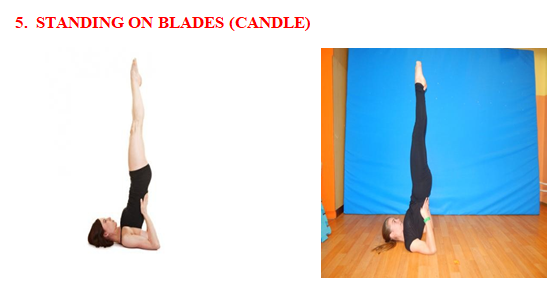 5. STANDING ON BLADES (CANDLE)